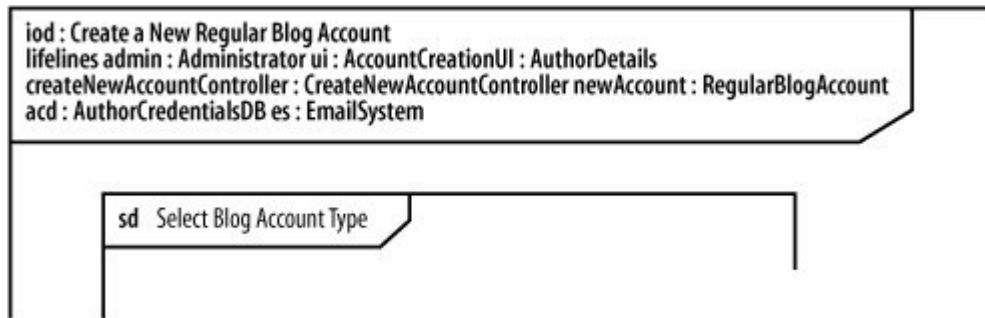 iod : Create a New Regular Blog Account
lifelines admin : Administrator ui : AccountCreationUI : AuthorDetails
createNewAccountController : CreateNewAccountController newAccount : RegularBlogAccount
acd : AuthorCredentialsDB es : EmailSystem
sd Select Blog Account Type